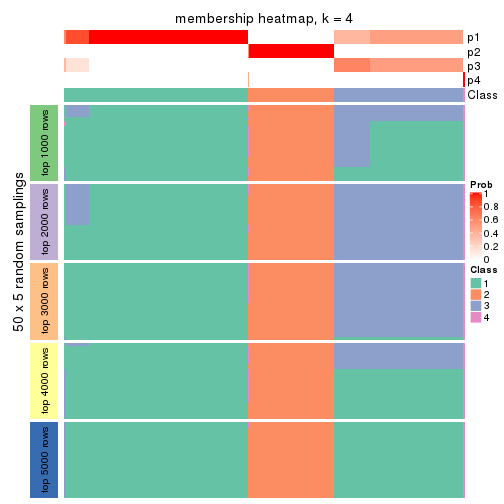 membership heatmap, k = 4
p1
p2
p3
p4
Class
50 x 5 random samplings
top 1000 rows
top 2000 rows
top 3000 rows
top 4000 rows
top 5000 rows
Prob
1
0.8
0.6
0.4
0.2
0
Class
1
2
3
4